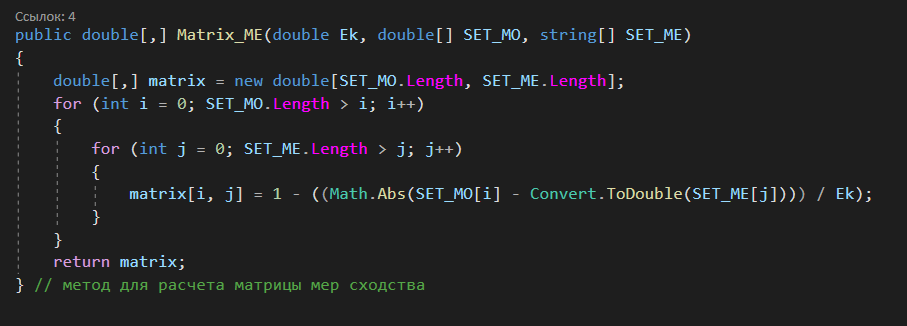 Ссылок: 4
public double[,] Matrix_ME(double Ek, double[] SET_MO, string[] SET_ME)
{
double[,] matrix = new double[SET_MO.Length, SET_ME.Length];
for (int i = 0; SET_MO.Length > i; i++)
{
for (int j = 0; SET_ME.Length > j; j++)
{
matrix[i, j] = 1 - ((Math.Abs(SET_MO[i] - Convert.ToDouble(SET_ME[j]))) / Ek);
}
}
return matrix;
} // метод для расчета матрицы мер сходства